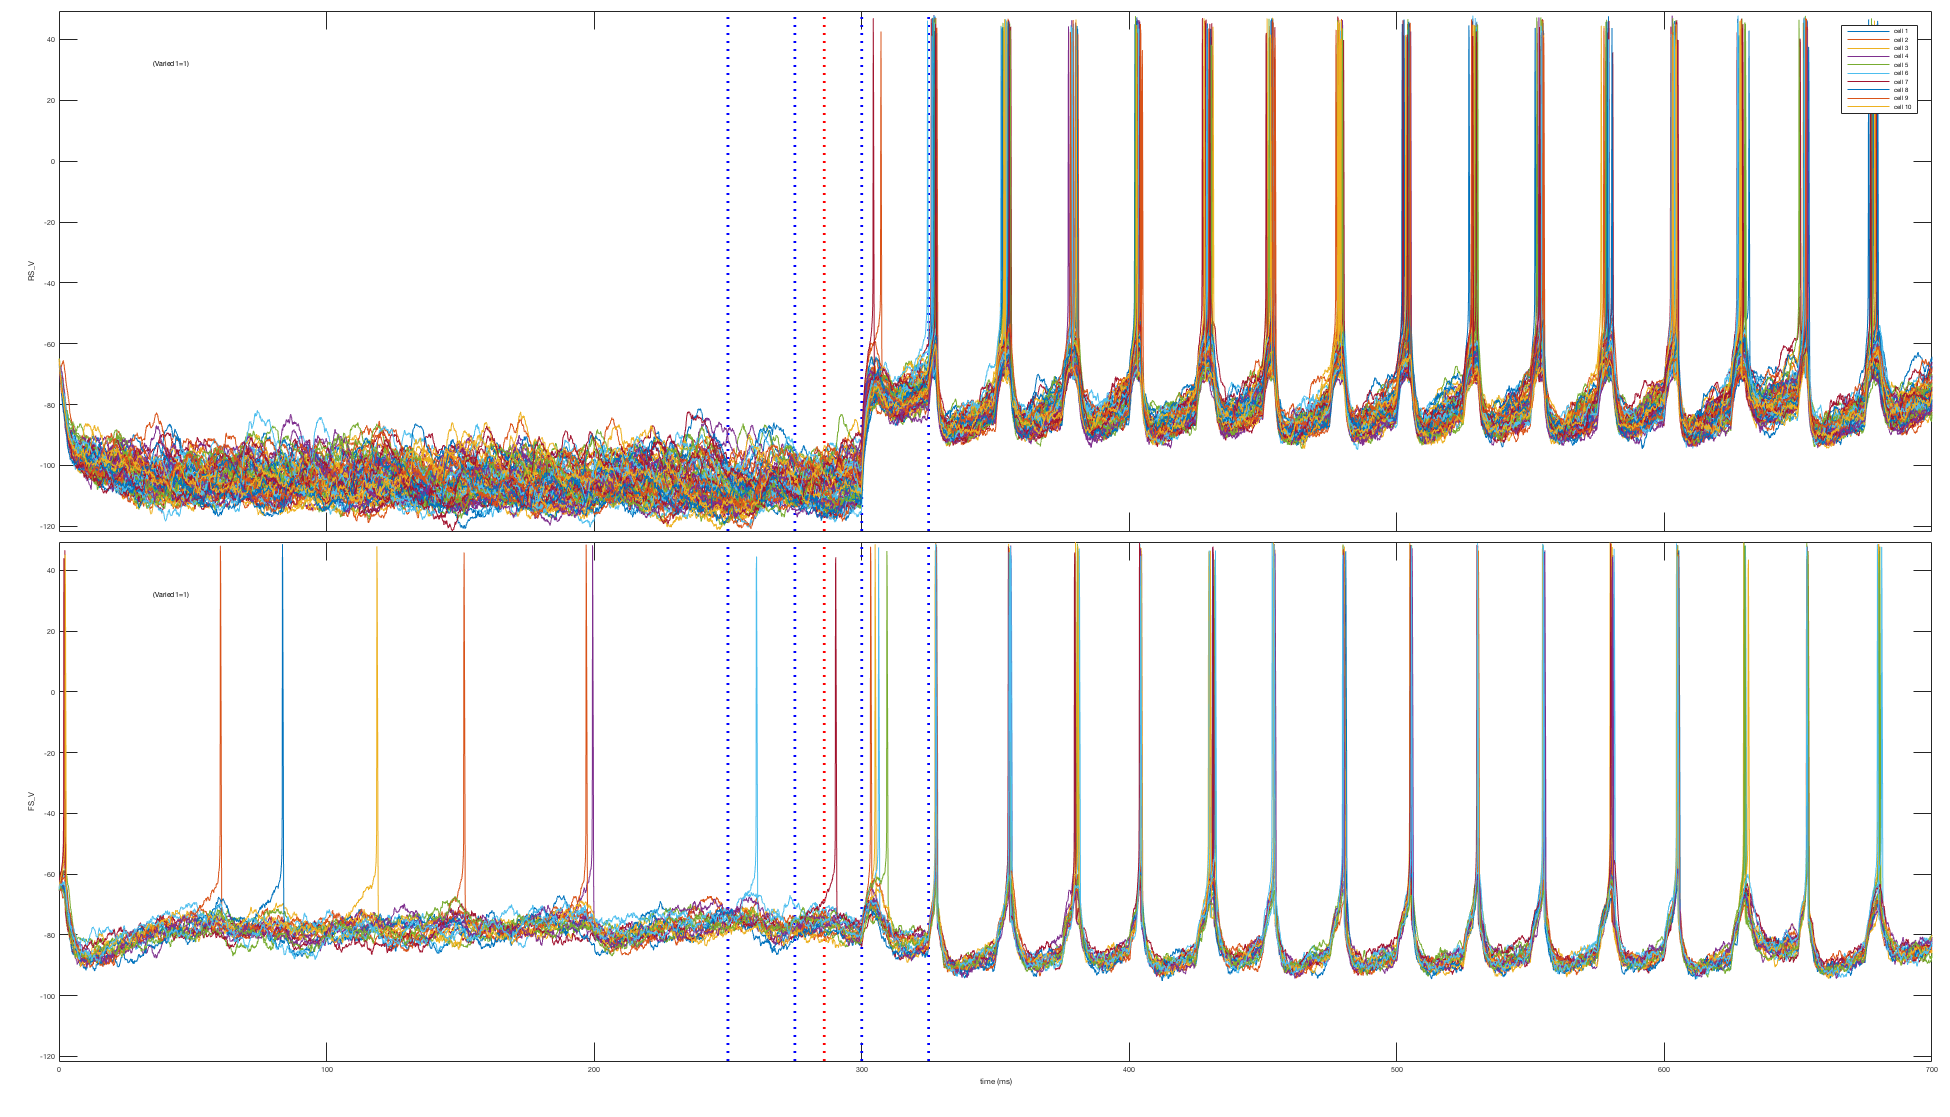 40
20
0
-20
-40
-60
-80
-100
-120
RS_V
(Varied1=1)
cell 1
cell 2
cell 3
cell 4
cell 5
cell 6
cell 7
cell 8
cell 9
cell 10
40
20
0
-20
-40
-60
-80
-100
-120
FS_V
(Varied1=1)
0 100 200 300 400 500 600 700
time (ms)